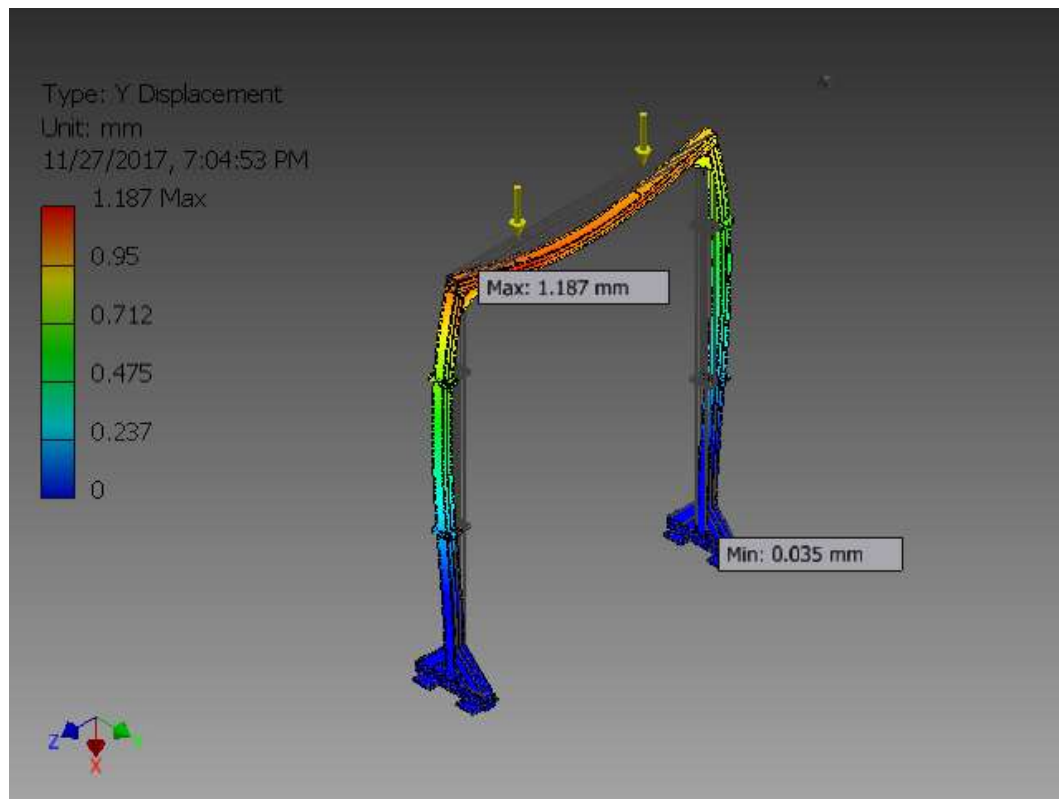 Type: Y Displacement
Unit: mm
11/27/2017, 7:04:53 PM
1.187 Max
0.95
0.712
0.475
0.237
0
Max: 1.187 mm
Min: 0.035 mm
Z
X